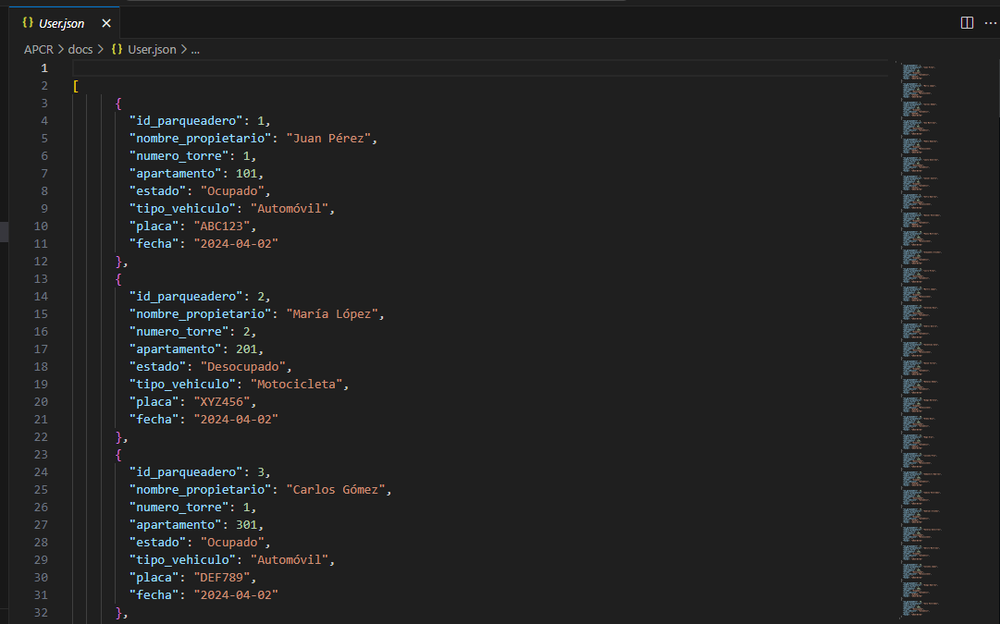 {} User.json ×
APCR > docs > {} User.json > ...
1
2 [
3 {
4 "id_parqueadero": 1,
5 "nombre_propietario": "Juan Pérez",
6 "numero_torre": 1,
7 "apartamento": 101,
8 "estado": "Ocupado",
9 "tipo_vehiculo": "Automóvil",
10 "placa": "ABC123",
11 "fecha": "2024-04-02"
12 },
13 {
14 "id_parqueadero": 2,
15 "nombre_propietario": "María López",
16 "numero_torre": 2,
17 "apartamento": 201,
18 "estado": "Desocupado",
19 "tipo_vehiculo": "Motocicleta",
20 "placa": "XYZ456",
21 "fecha": "2024-04-02"
22 },
23 {
24 "id_parqueadero": 3,
25 "nombre_propietario": "Carlos Gómez",
26 "numero_torre": 1,
27 "apartamento": 301,
28 "estado": "Ocupado",
29 "tipo_vehiculo": "Automóvil",
30 "placa": "DEF789",
31 "fecha": "2024-04-02"
32 },